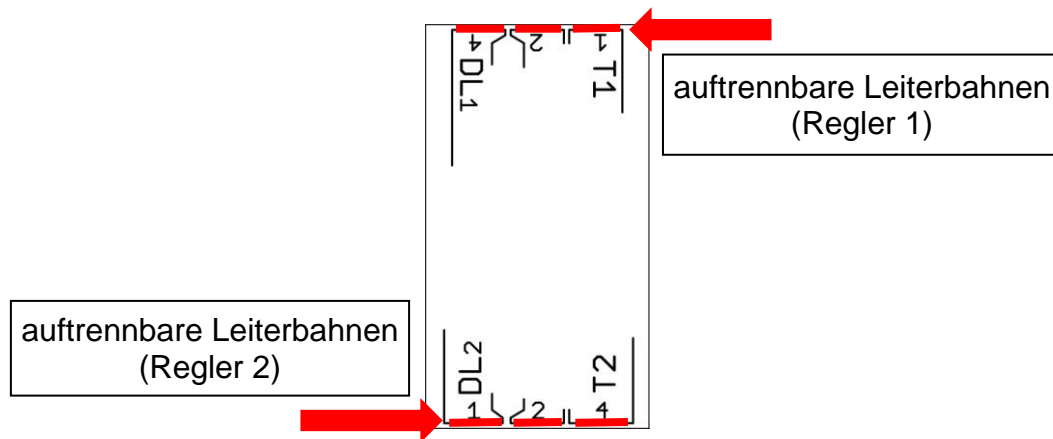 4 2 1
DL1 T1
auftrennbare Leiterbahnen
(Regler 1)
auftrennbare Leiterbahnen
(Regler 2)
DL2 T2
1 2 4